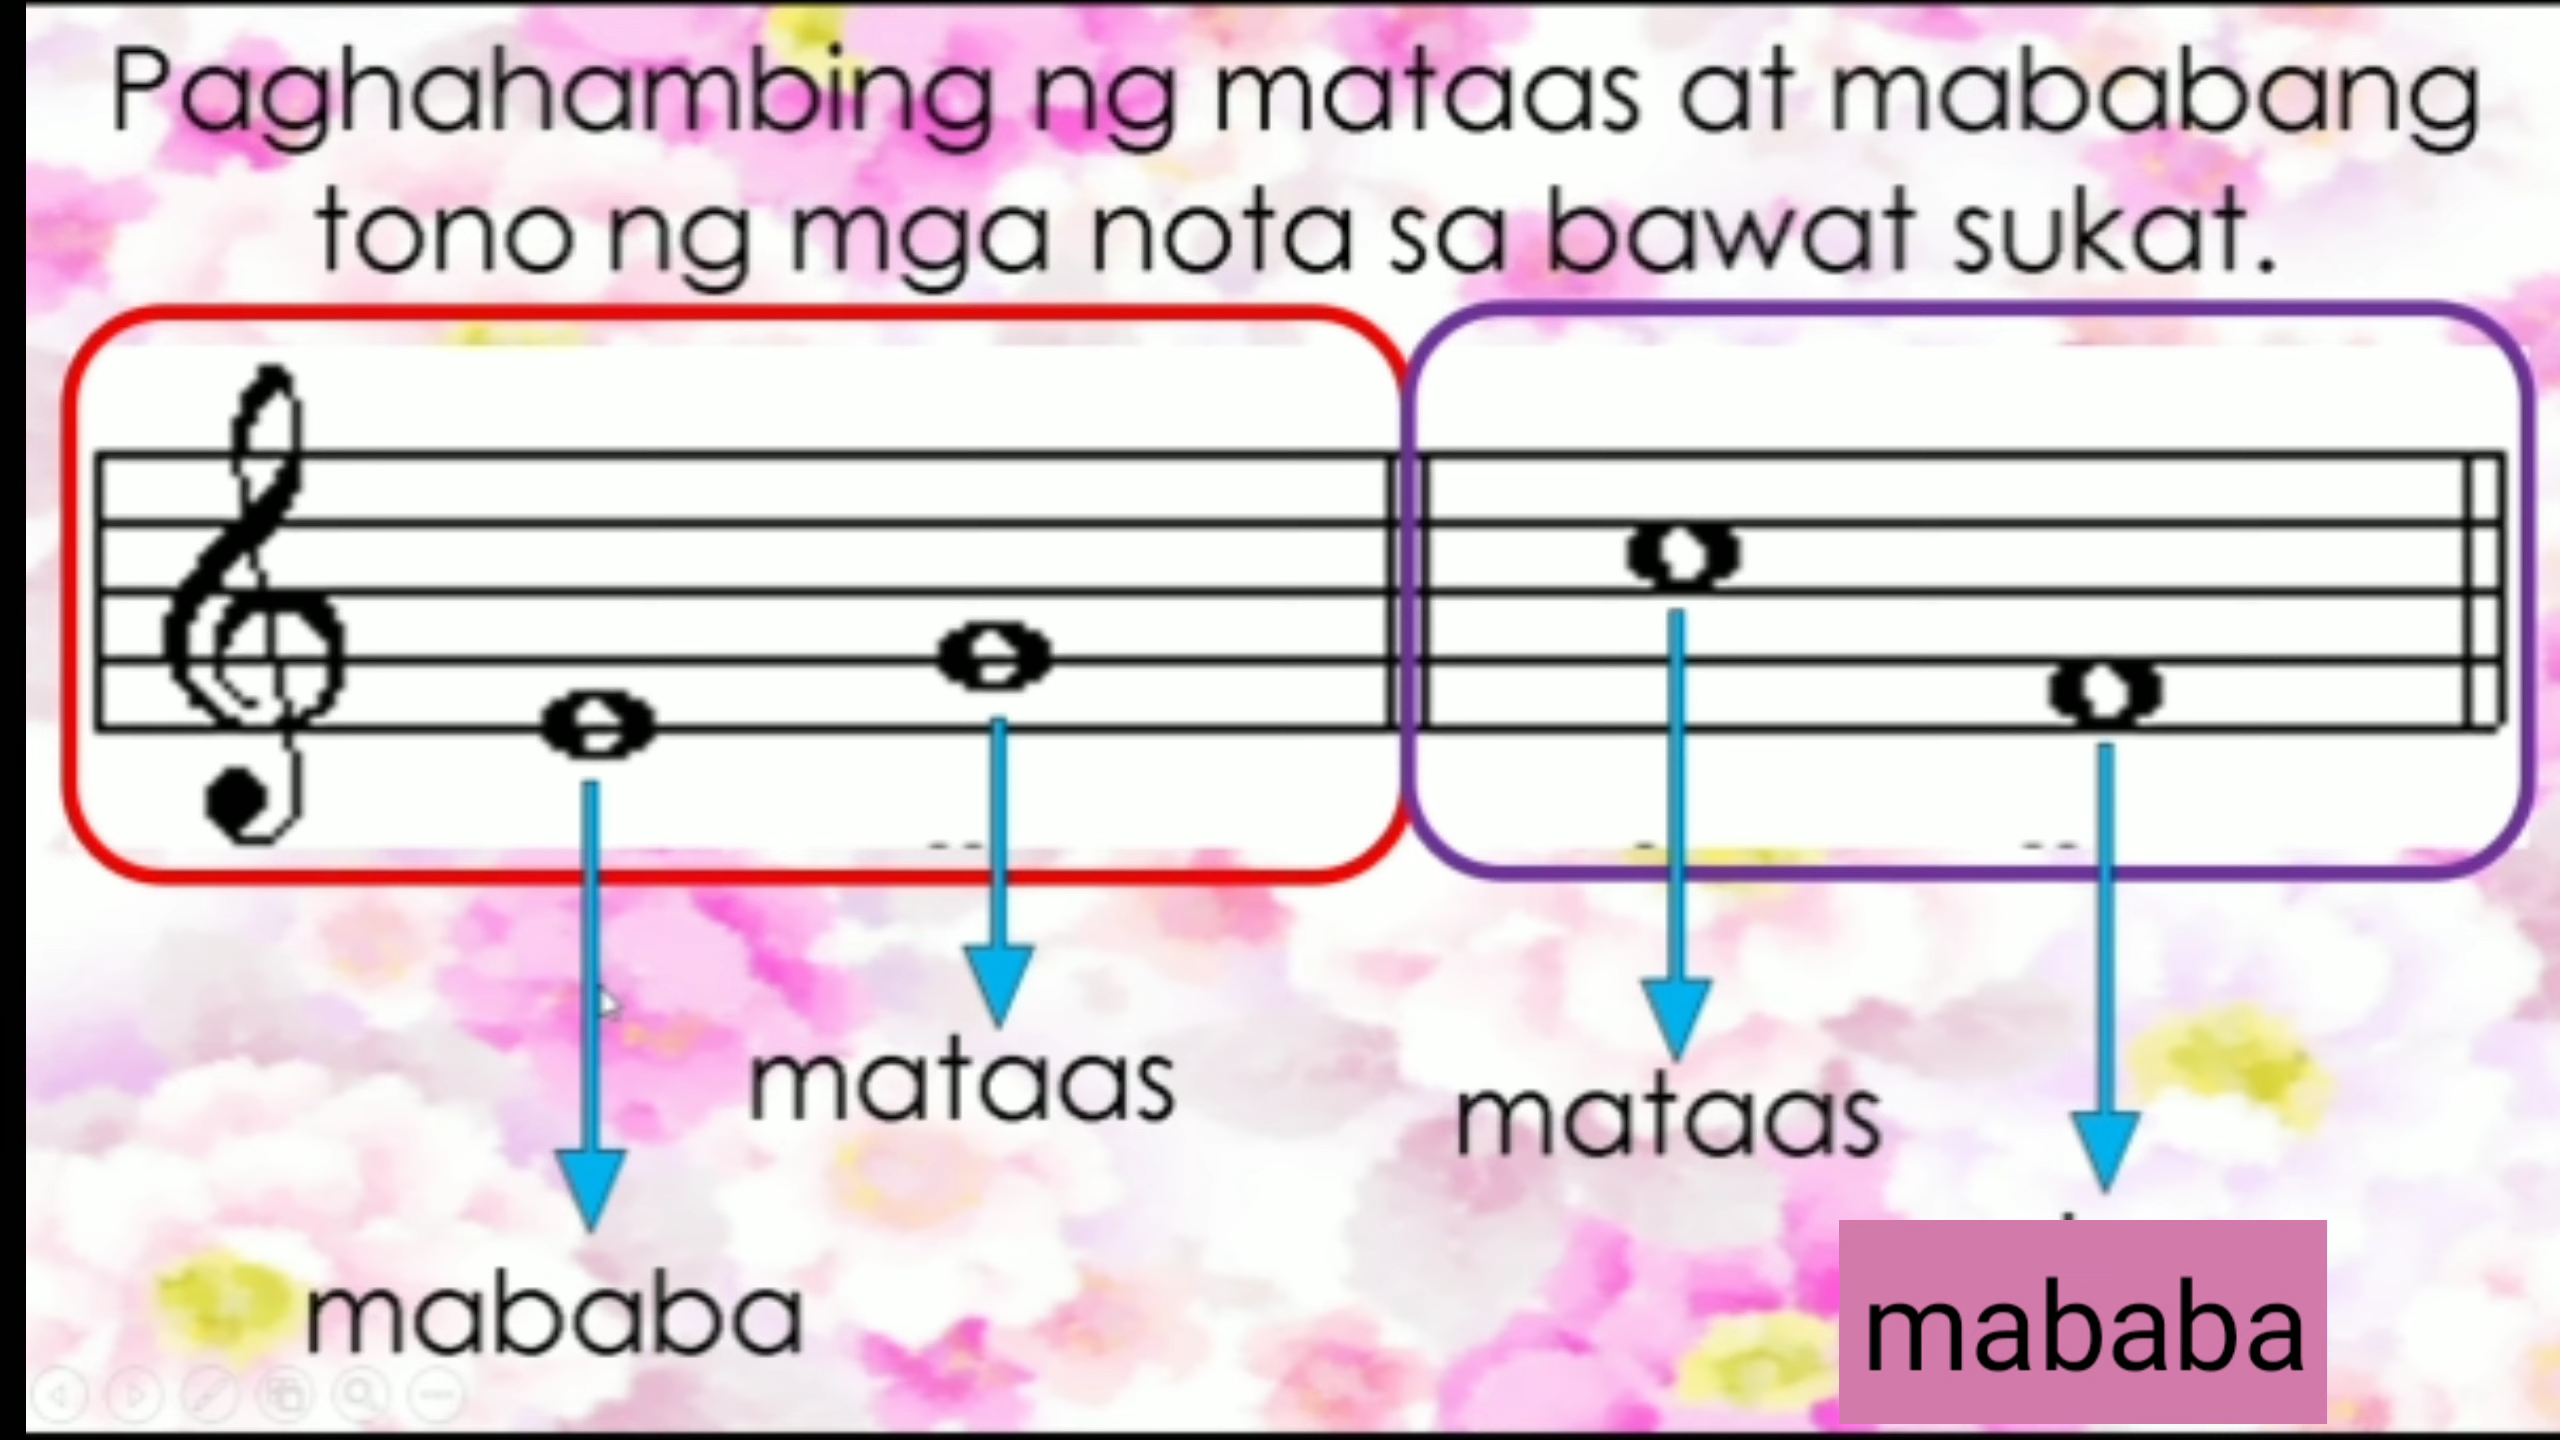 Paghahambing ng mataas at mababang
tono ng mga nota sa bawat sukat.
mataas
mataas
mababa
mababa